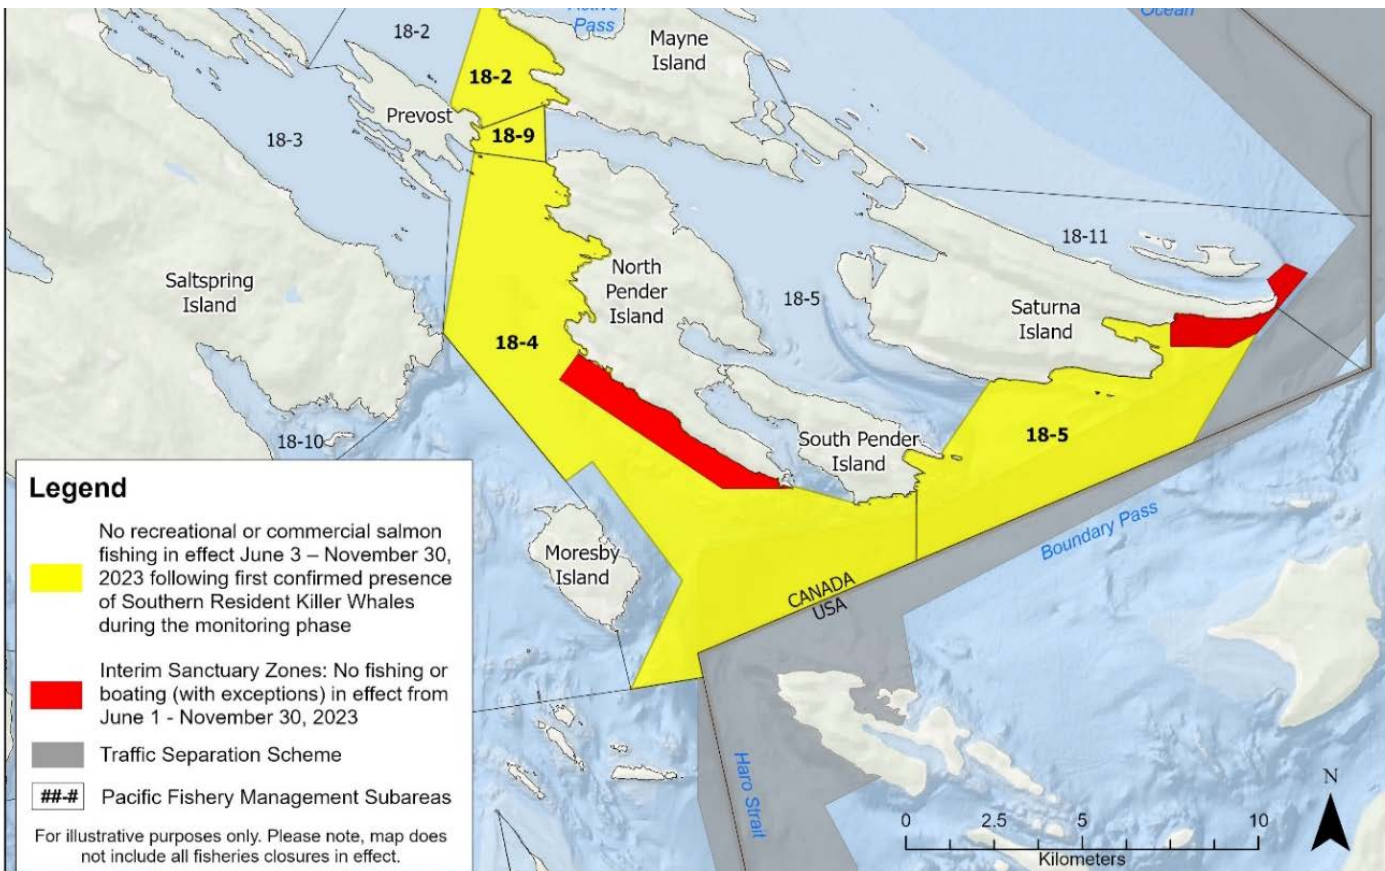 Active
Pass
Ocean
18-2
Mayne
Island
18-2
Prevost
18-9
18-3
18-11
Saltspring
Island
North
Pender
Island
18-5
Saturna
Island
18-4
18-10
South Pender
Island
18-5
Boundary Pass
Moresby
Island
CANADA
USA
Haro Strait
Legend
No recreational or commercial salmon
fishing in effect June 3 – November 30,
2023 following first confirmed presence
of Southern Resident Killer Whales
during the monitoring phase
Interim Sanctuary Zones: No fishing or
boating (with exceptions) in effect from
June 1 - November 30, 2023
Traffic Separation Scheme
##-# Pacific Fishery Management Subareas
For illustrative purposes only. Please note, map does
not include all fisheries closures in effect.
N
0 2.5 5 10
Kilometers